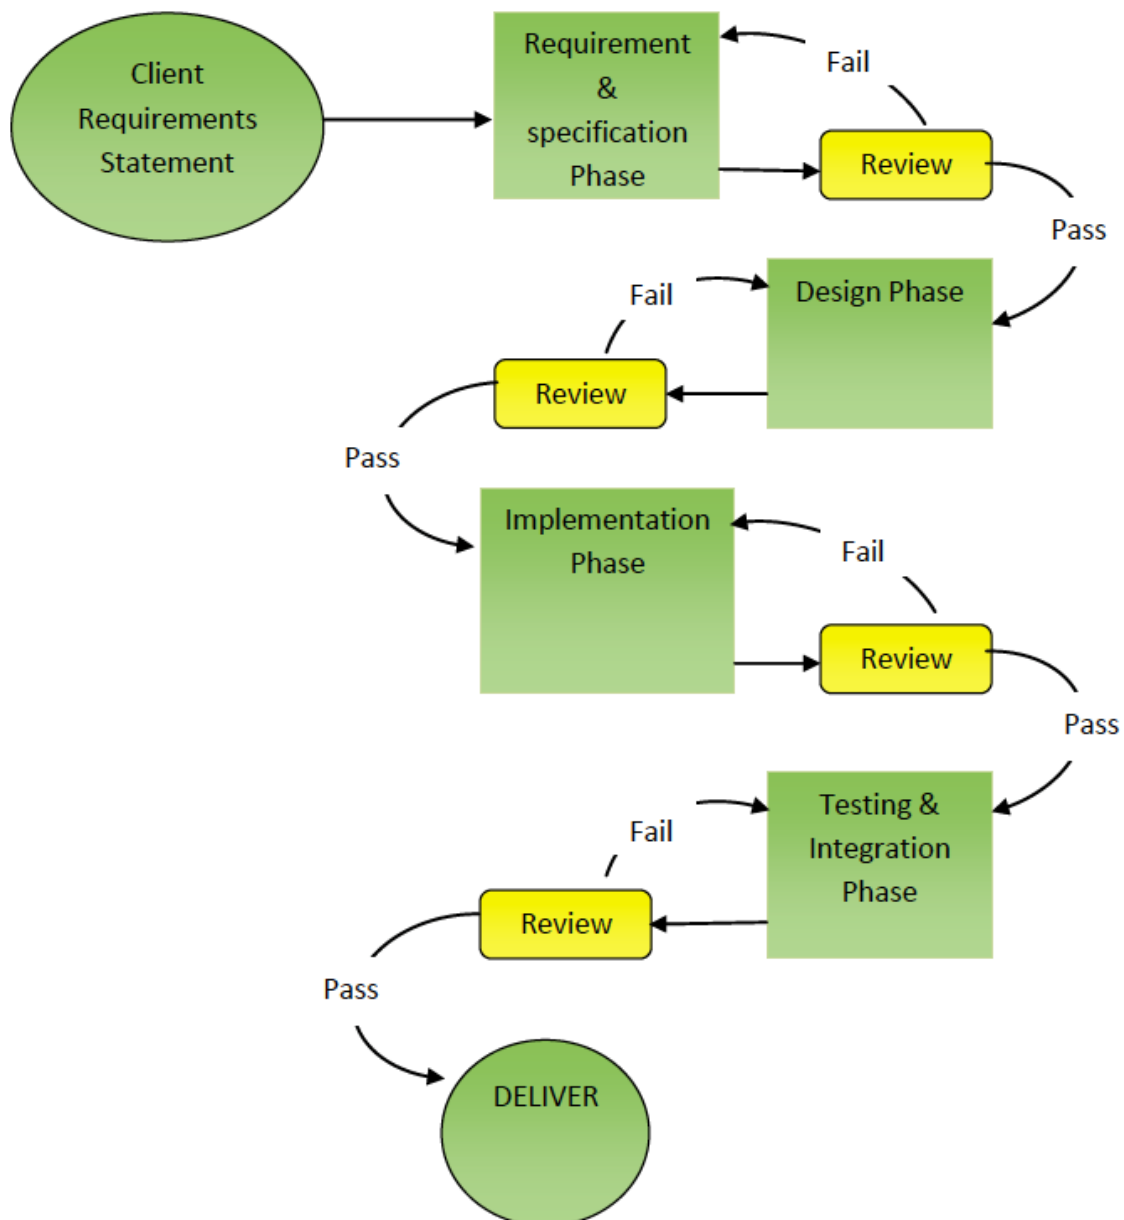 Client
Requirements
Statement
Requirement
&
specification
Phase
Fail
Review
Pass
Design Phase
Fail
Review
Pass
Implementation
Phase
Fail
Review
Pass
Testing &
Integration
Phase
Fail
Review
Pass
DELIVER